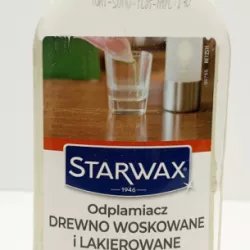 STARWAX
1946
Odplamiacz
DREWNO WOSKOWANE
i LAKIEROWANE